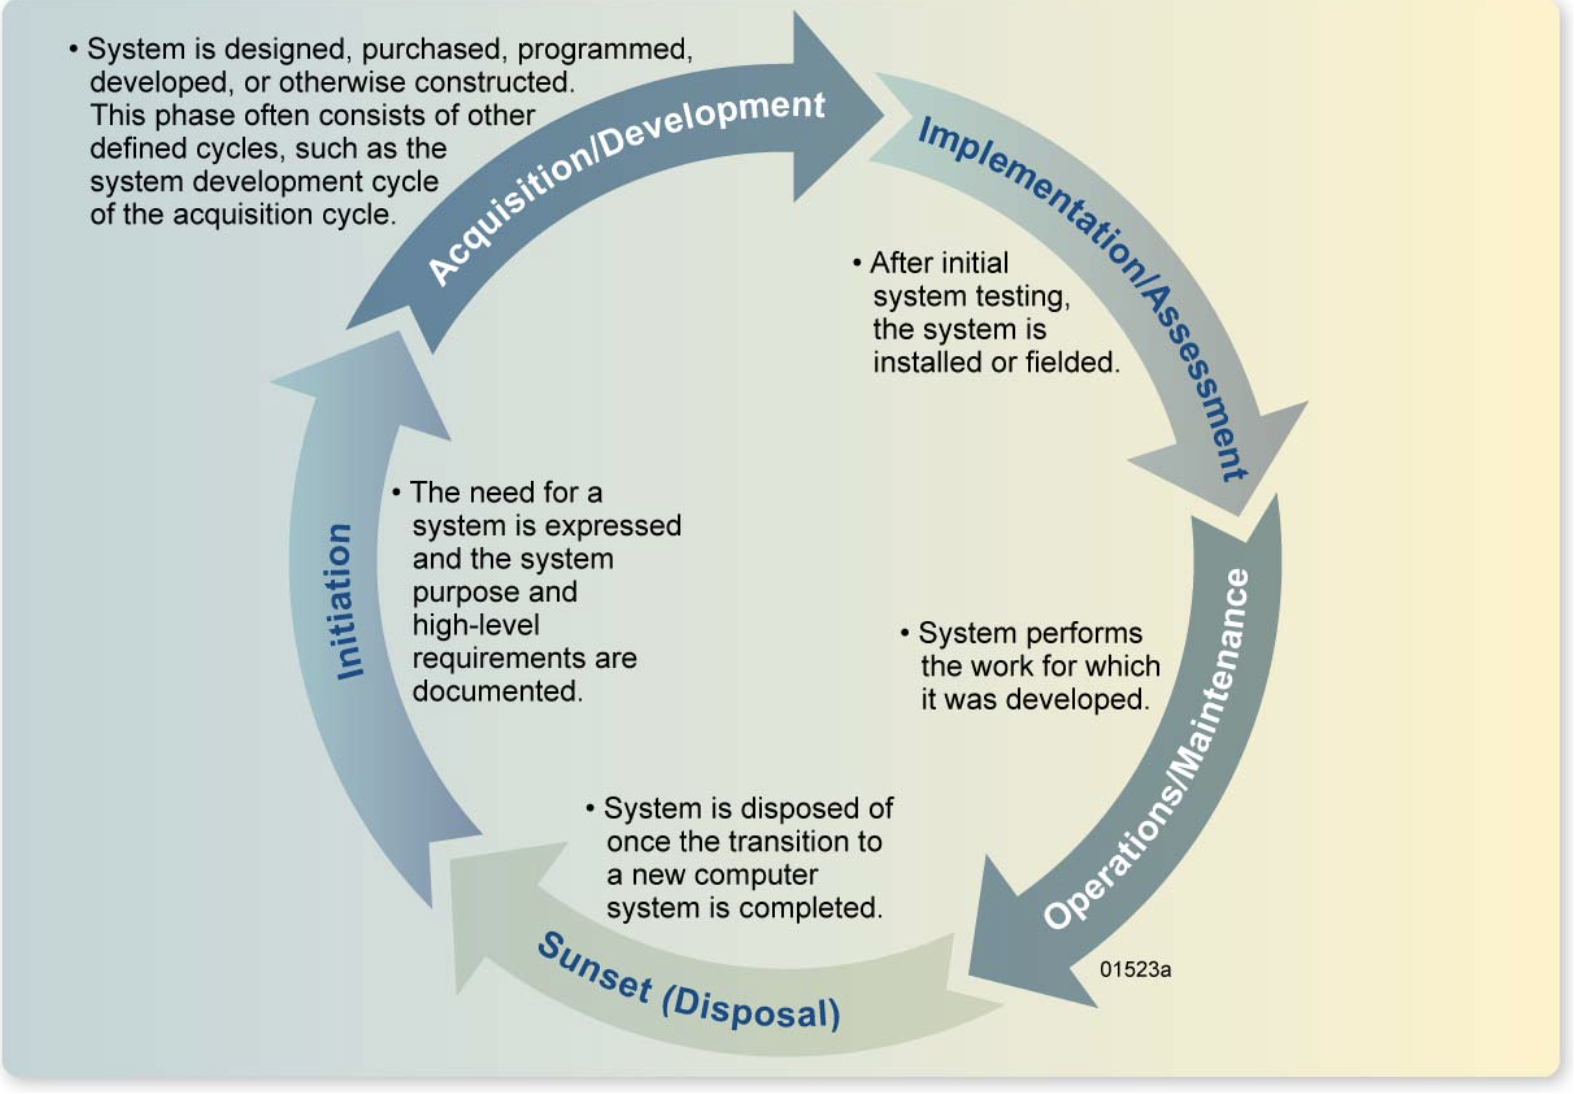 • System is designed, purchased, programmed,
developed, or otherwise constructed.
This phase often consists of other
defined cycles, such as the
system development cycle
of the acquisition cycle.
Acquisition/Development
Implementation/Assessment
• After initial
system testing,
the system is
installed or fielded.
Initiation
• The need for a
system is expressed
and the system
purpose and
high-level
requirements are
documented.
• System performs
the work for which
it was developed.
Operations/Maintenance
• System is disposed of
once the transition to
a new computer
system is completed.
Sunset (Disposal)
01523a